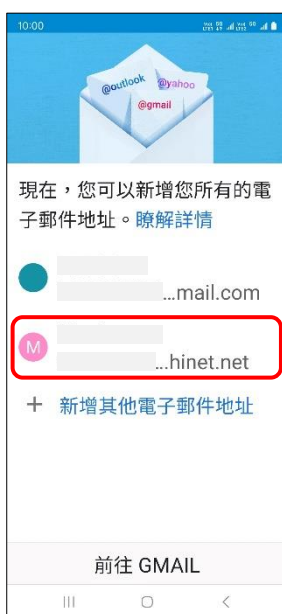 10:00
@outlook
@yahoo
@gmail
現在，您可以新增您所有的電
子郵件地址。瞭解詳情
...mail.com
M
...hinet.net
+ 新增其他電子郵件地址
前往 GMAIL